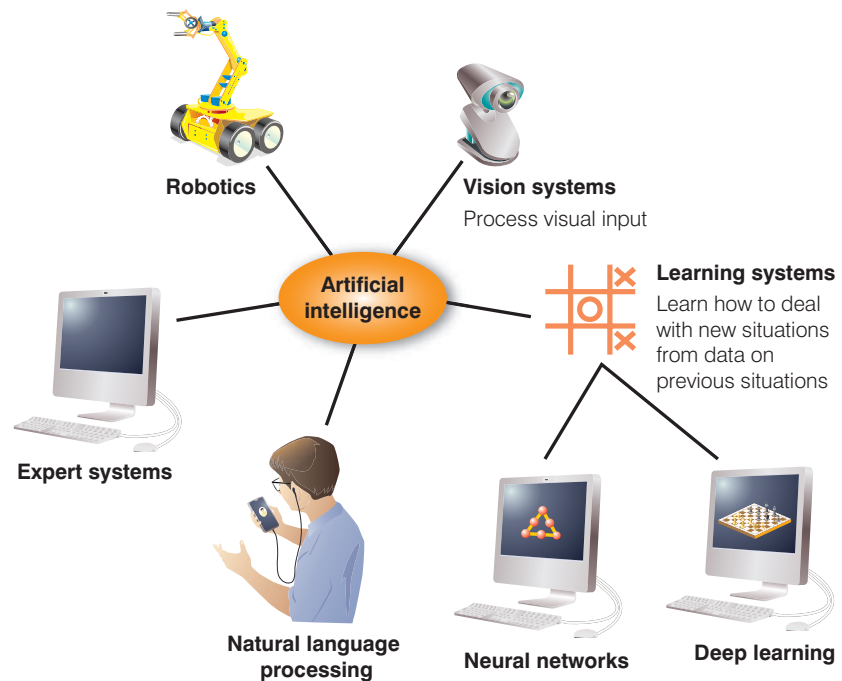 Robotics
Vision systems
Process visual input
Artificial
intelligence
Learning systems
Learn how to deal
with new situations
from data on
previous situations
Expert systems
Natural language
processing
Neural networks
Deep learning